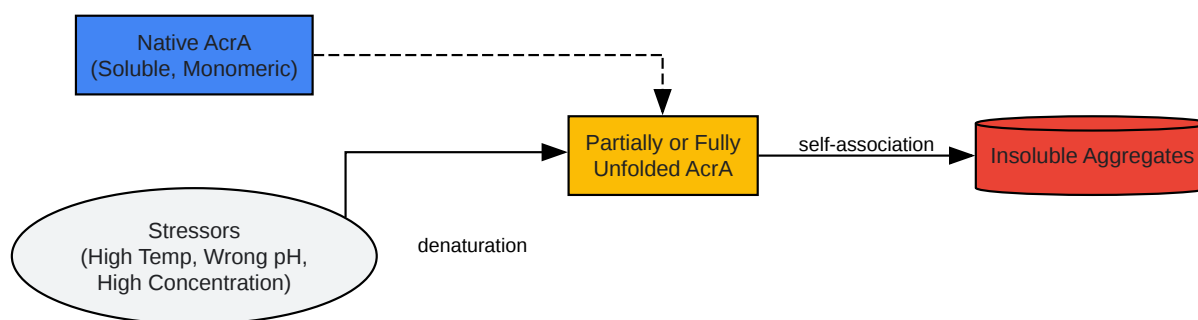 Native AcrA
(Soluble, Monomeric)
Partially or Fully
Unfolded AcrA
self-association
Insoluble Aggregates
Stressors
(High Temp, Wrong pH,
High Concentration)
denaturation